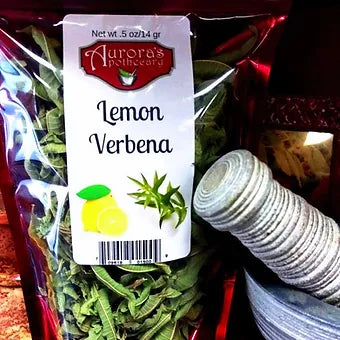 Net wt .5 oz/14 gr
Aurora's
Apothecary
Lemon
Verbena